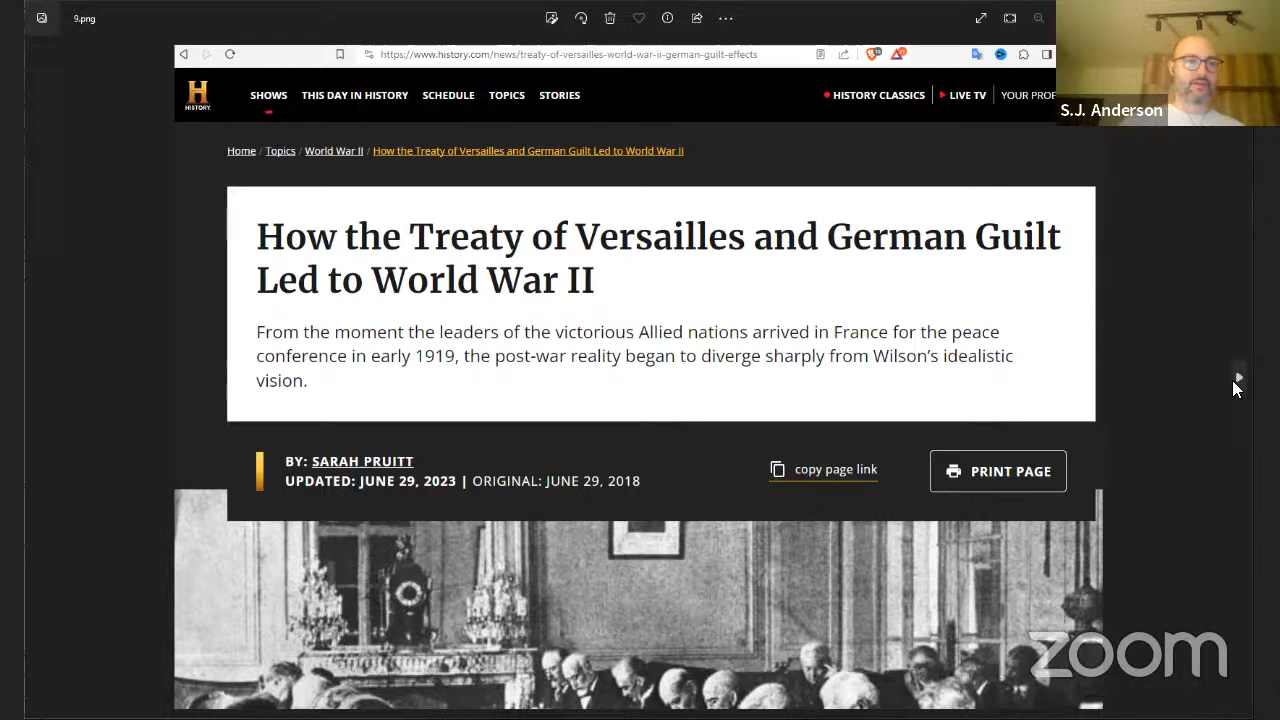 9.png
https://www.history.com/news/treaty-of-versailles-world-war-ii-german-guilt-effects
H
HISTORY.
SHOWS THIS DAY IN HISTORY SCHEDULE TOPICS STORIES
HISTORY CLASSICS LIVE TV YOUR PROF
S.J. Anderson
Home / Topics / World War II / How the Treaty of Versailles and German Guilt Led to World War II
How the Treaty of Versailles and German Guilt
Led to World War II
From the moment the leaders of the victorious Allied nations arrived in France for the peace
conference in early 1919, the post-war reality began to diverge sharply from Wilson's idealistic
vision.
BY: SARAH PRUITT
UPDATED: JUNE 29, 2023 | ORIGINAL: JUNE 29, 2018
copy page link
PRINT PAGE
zoom